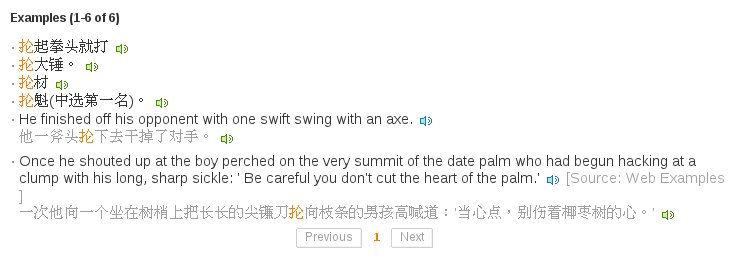 Examples (1-6 of 6)
· 抡起拳头就打
· 抡大锤。
· 抡材
· 抡魁(中选第一名)。
· He finished off his opponent with one swift swing with an axe.
他一斧头抡下去干掉了对手。
· Once he shouted up at the boy perched on the very summit of the date palm who had begun hacking at a
clump with his long, sharp sickle: ' Be careful you don't cut the heart of the palm.' [Source: Web Examples
]
一次他向一个坐在树梢上把长长的尖镰刀抡向枝条的男孩高喊道：'当心点，别伤着椰枣树的心。'
Previous 1 Next